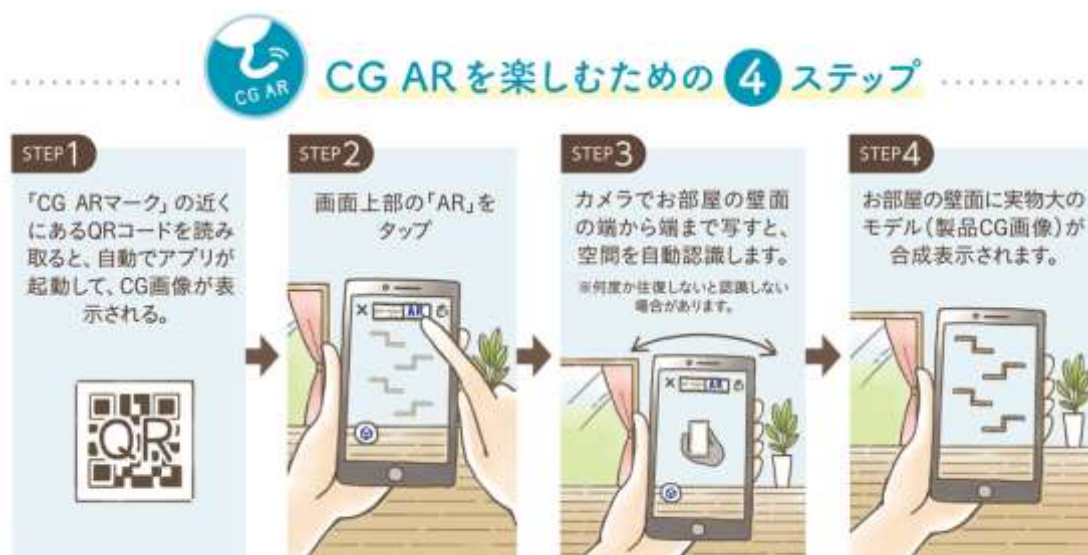 CG AR
CG ARを楽しむための4ステップ
STEP1
「CG ARマーク」の近く
にあるQRコードを読み
取ると、自動でアプリが
起動して、CG画像が表
示される。
QR
STEP2
画面上部の「AR」を
タップ
AR
STEP3
カメラでお部屋の壁面
の端から端まで写すと、
空間を自動認識します。
※何度か往復しないと認識しない
場合があります。
AR
STEP4
お部屋の壁面に実物大の
モデル(製品CG画像)が
合成表示されます。